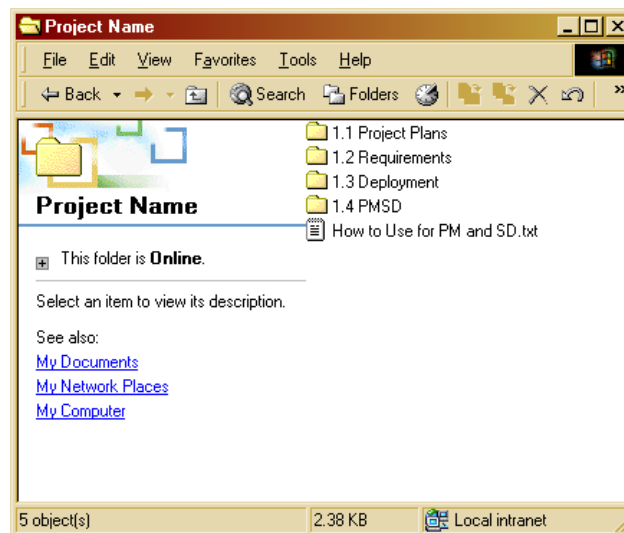 Project Name
File Edit View Favorites Tools Help
Back Search Folders »
Project Name
This folder is Online.
Select an item to view its description.
See also:
My Documents
My Network Places
My Computer
1.1 Project Plans
1.2 Requirements
1.3 Deployment
1.4 PMSD
How to Use for PM and SD.txt
5 object(s) 2.38 KB Local intranet